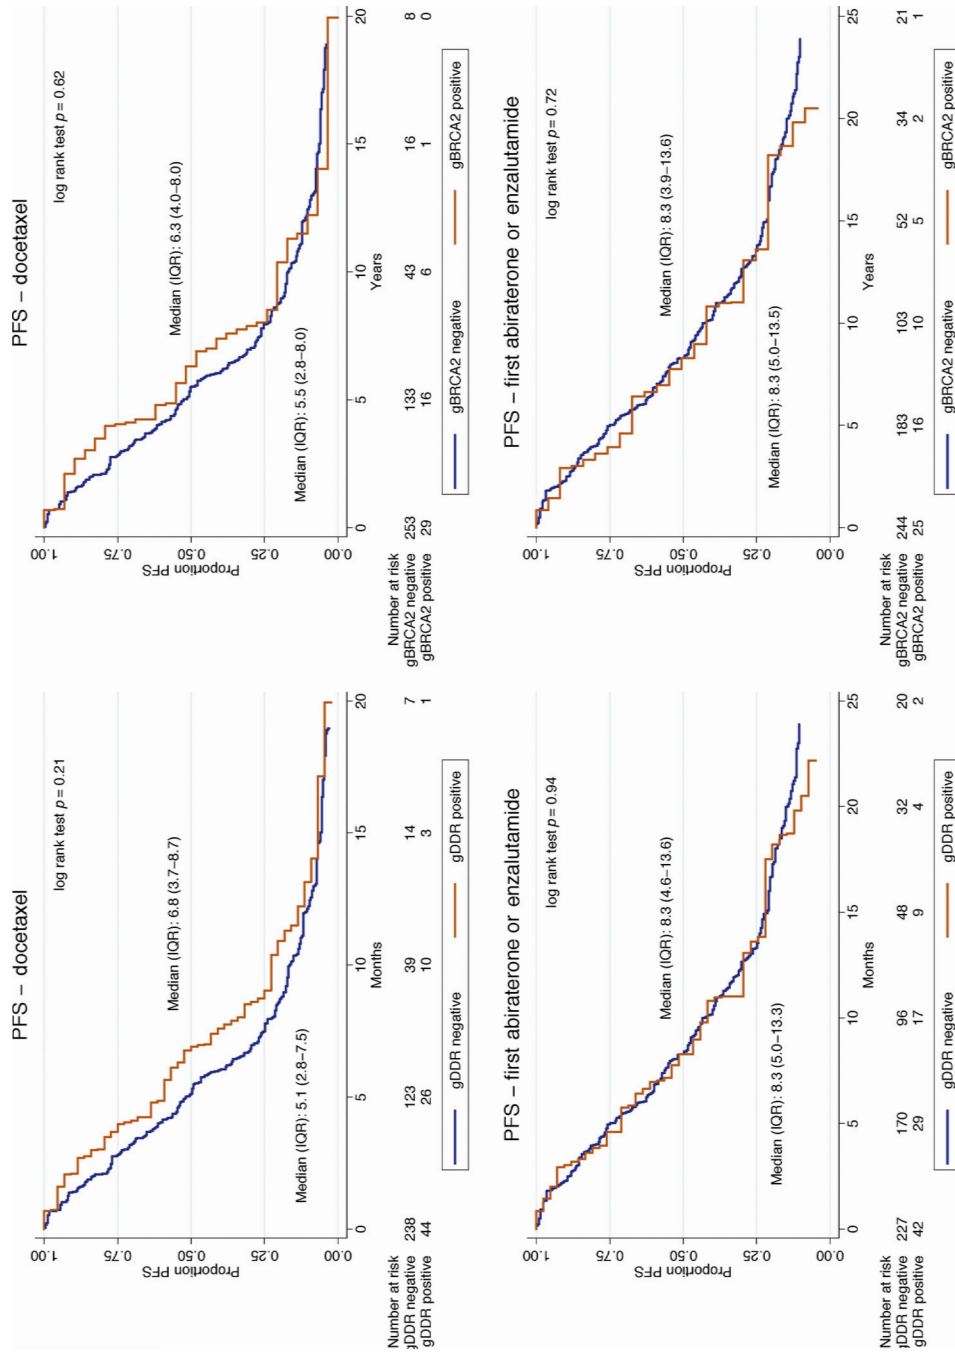 PFS – docetaxel
log rank test p = 0.21
Proportion PFS
1.00
0.75
0.50
0.25
0.00
Median (IQR): 6.8 (3.7–8.7)
Median (IQR): 5.1 (2.8–7.5)
0 5 10 15 20
Months
Number at risk
gDDR negative 238 123 39 14 7
gDDR positive 44 26 10 3 1
gDDR negative gDDR positive
PFS – docetaxel
log rank test p = 0.62
Proportion PFS
1.00
0.75
0.50
0.25
0.00
Median (IQR): 6.3 (4.0–8.0)
Median (IQR): 5.5 (2.8–8.0)
0 5 10 15 20
Years
Number at risk
gBRCA2 negative 253 133 43 16 8
gBRCA2 positive 29 16 6 1 0
gBRCA2 negative gBRCA2 positive
PFS – first abiraterone or enzalutamide
log rank test p = 0.94
Proportion PFS
1.00
0.75
0.50
0.25
0.00
Median (IQR): 8.3 (4.6–13.6)
Median (IQR): 8.3 (5.0–13.3)
0 5 10 15 20 25
Months
Number at risk
gDDR negative 227 170 96 48 32 20
gDDR positive 42 29 17 9 4 2
gDDR negative gDDR positive
PFS – first abiraterone or enzalutamide
log rank test p = 0.72
Proportion PFS
1.00
0.75
0.50
0.25
0.00
Median (IQR): 8.3 (3.9–13.6)
Median (IQR): 8.3 (5.0–13.5)
0 5 10 15 20 25
Years
Number at risk
gBRCA2 negative 244 183 103 52 34 21
gBRCA2 positive 25 16 10 5 2 1
gBRCA2 negative gBRCA2 positive